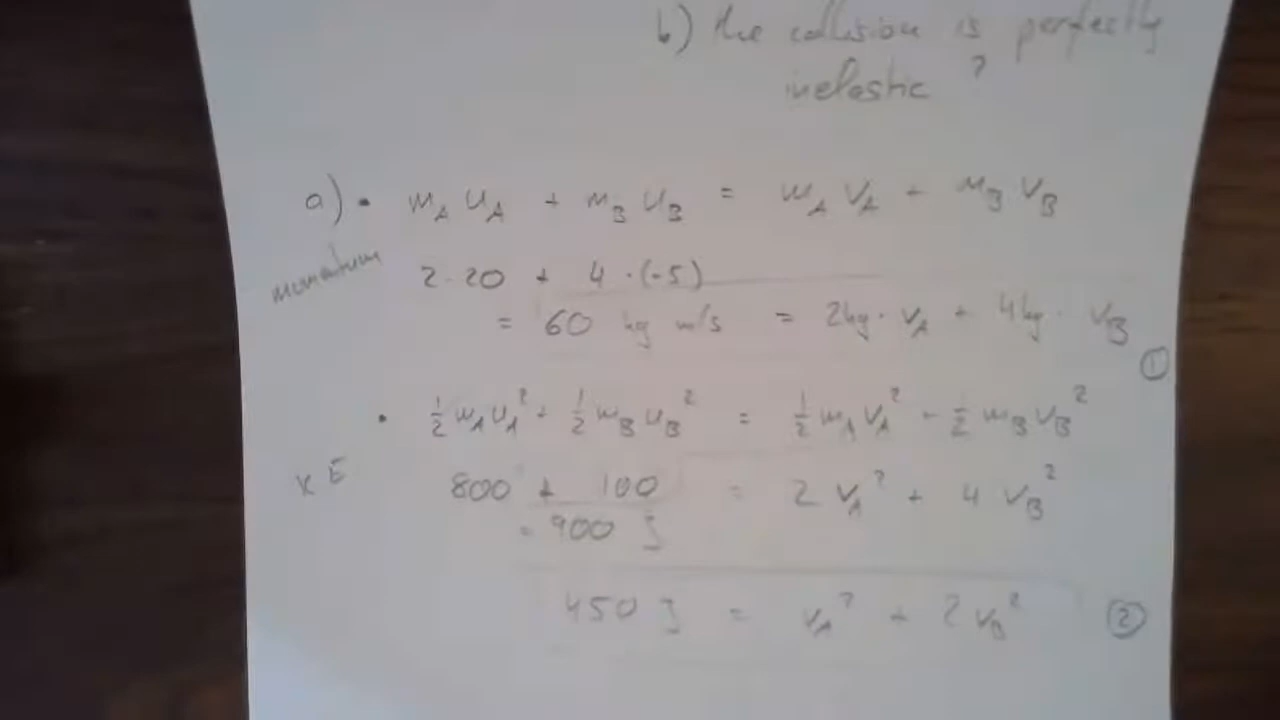 b) the collision is perfectly
inelastic ?
a) • m_A u_A + m_B u_B = m_A v_A + m_B v_B
momentum
2 · 20 + 4 · (-5)
= 60 kg m/s = 2kg · v_A + 4kg · v_B
①
• ½ m_A u_A² + ½ m_B u_B² = ½ m_A v_A² + ½ m_B v_B²
KE
800 + 100 = 2 v_A² + 4 v_B²
= 900 J
450 J = v_A² + 2 v_B² ②